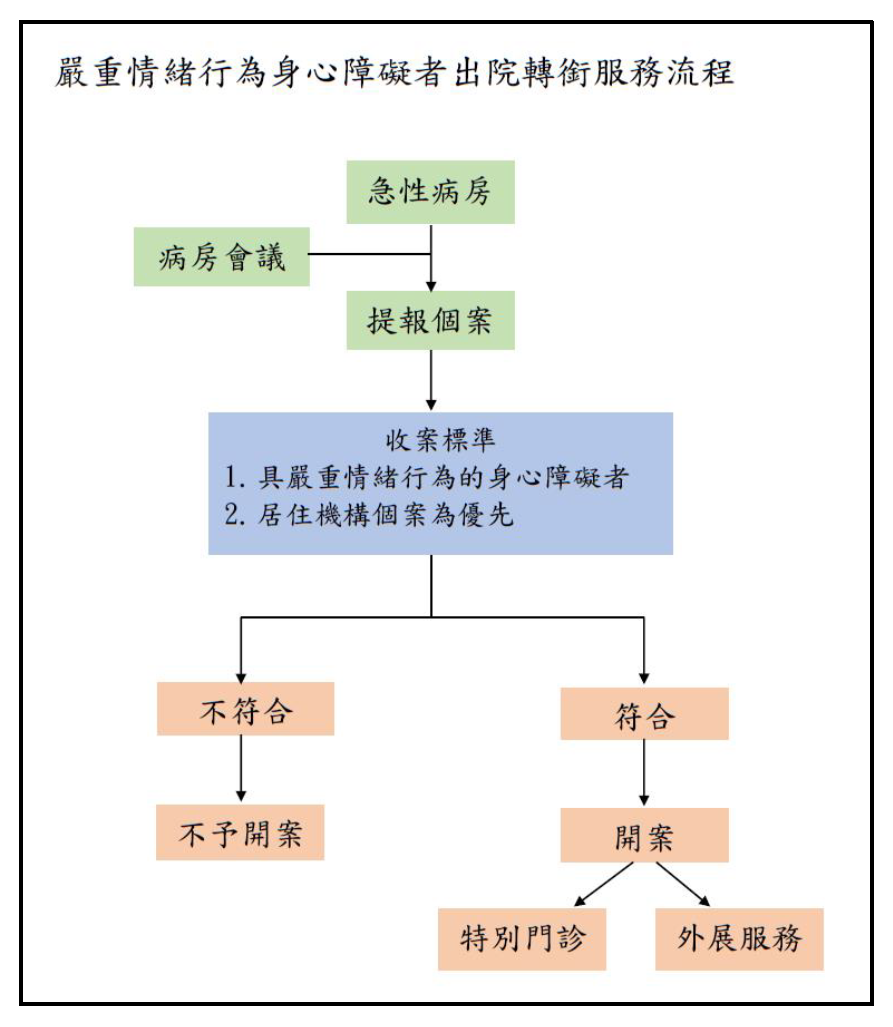 嚴重情緒行為身心障礙者出院轉銜服務流程
急性病房
病房會議
提報個案
收案標準
1. 具嚴重情緒行為的身心障礙者
2. 居住機構個案為優先
不符合
符合
不予開案
開案
特別門診
外展服務